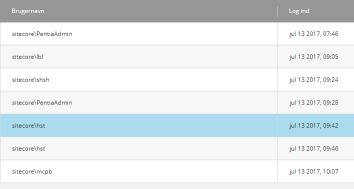 Brugernavn Log ind
sitecore\PentiaAdmin jul 13 2017, 07:46
sitecore\lbl jul 13 2017, 09:05
sitecore\shsh jul 13 2017, 09:24
sitecore\PentiaAdmin jul 13 2017, 09:28
sitecore\hst jul 13 2017, 09:42
sitecore\hst jul 13 2017, 09:46
sitecore\mcpb jul 13 2017, 10:07